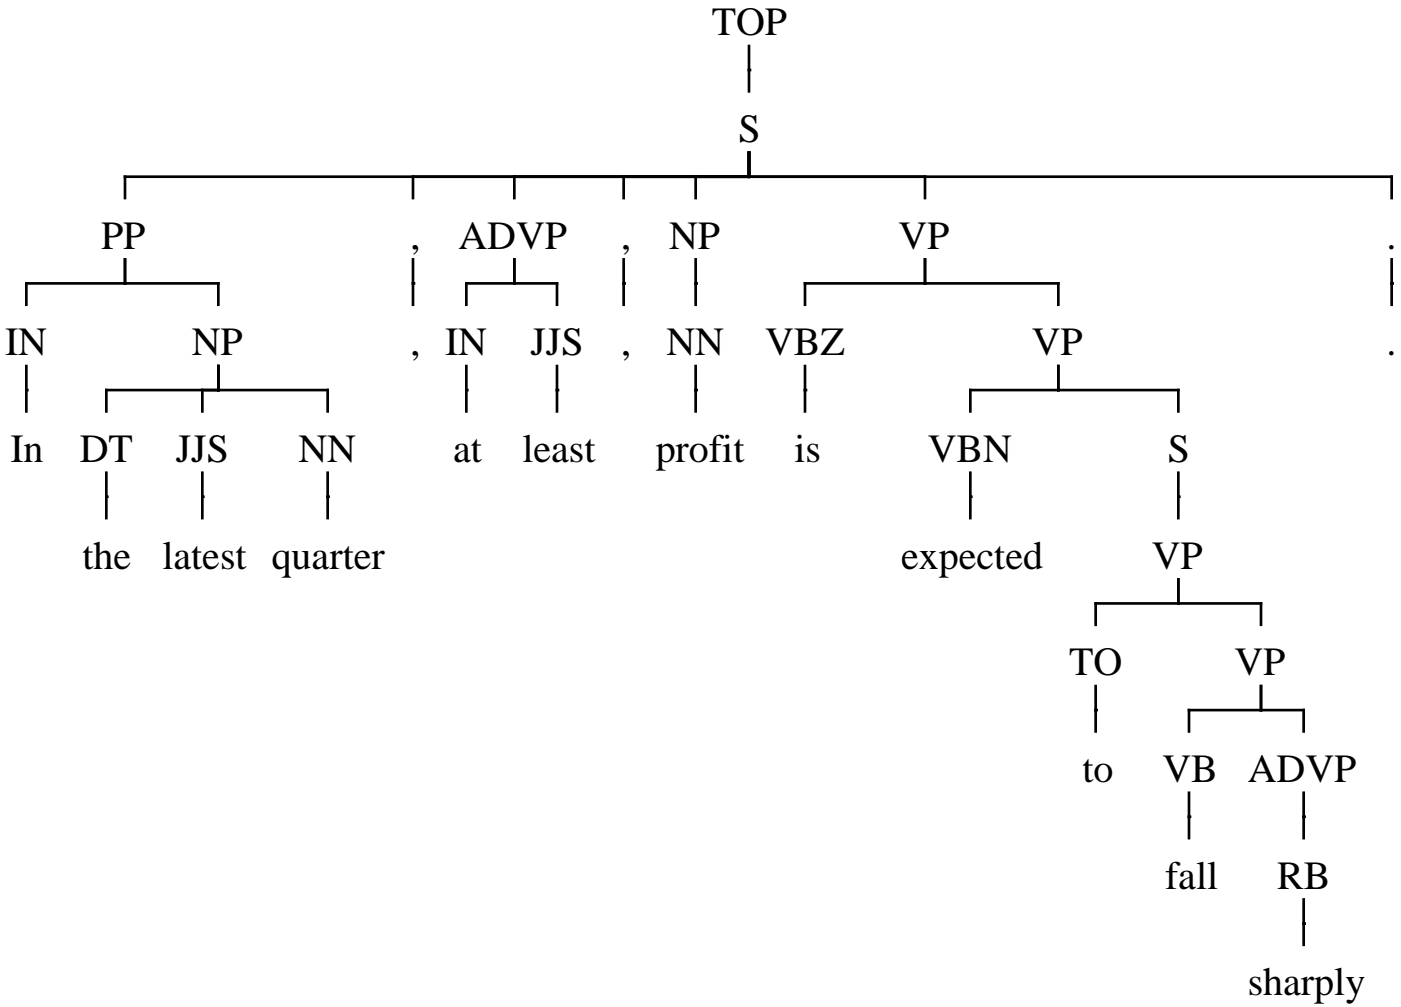 TOP
S
PP , ADVP , NP VP .
IN NP , IN JJS , NN VBZ VP .
In DT JJS NN at least profit is VBN S
the latest quarter expected VP
TO VP
to VB ADVP
fall RB
sharply